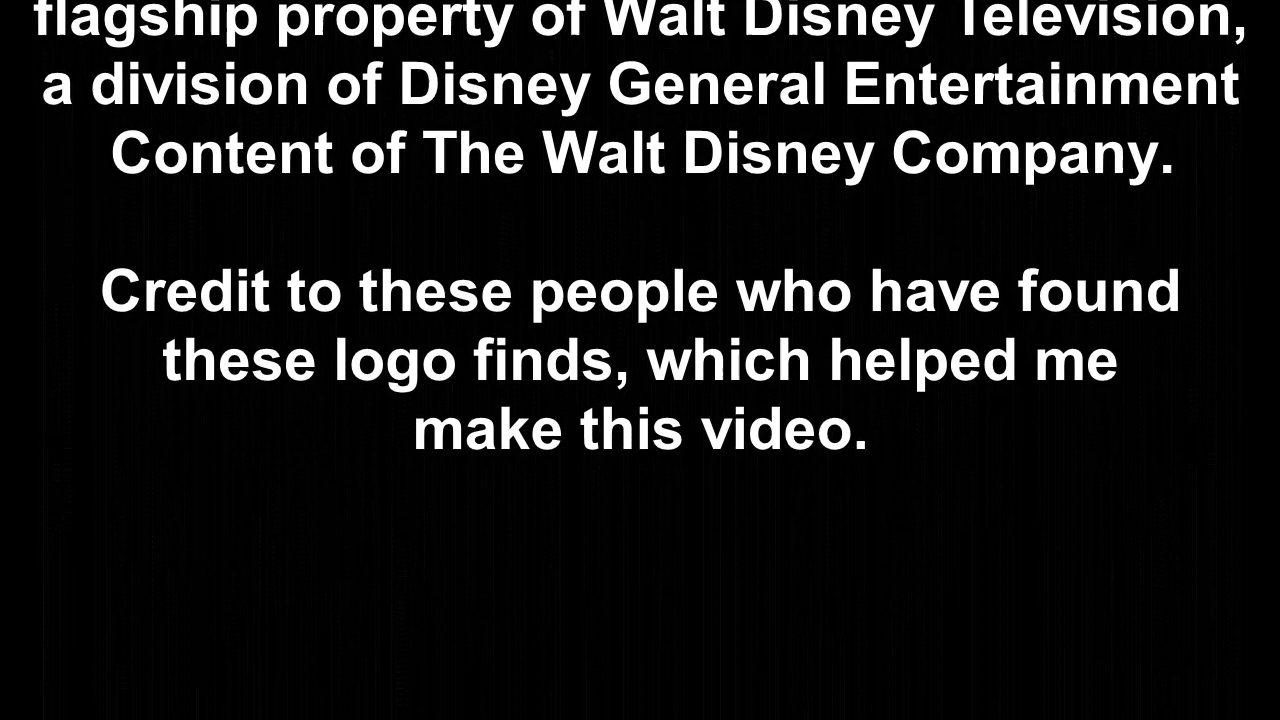 flagship property of Walt Disney Television,
a division of Disney General Entertainment
Content of The Walt Disney Company.
Credit to these people who have found
these logo finds, which helped me
make this video.